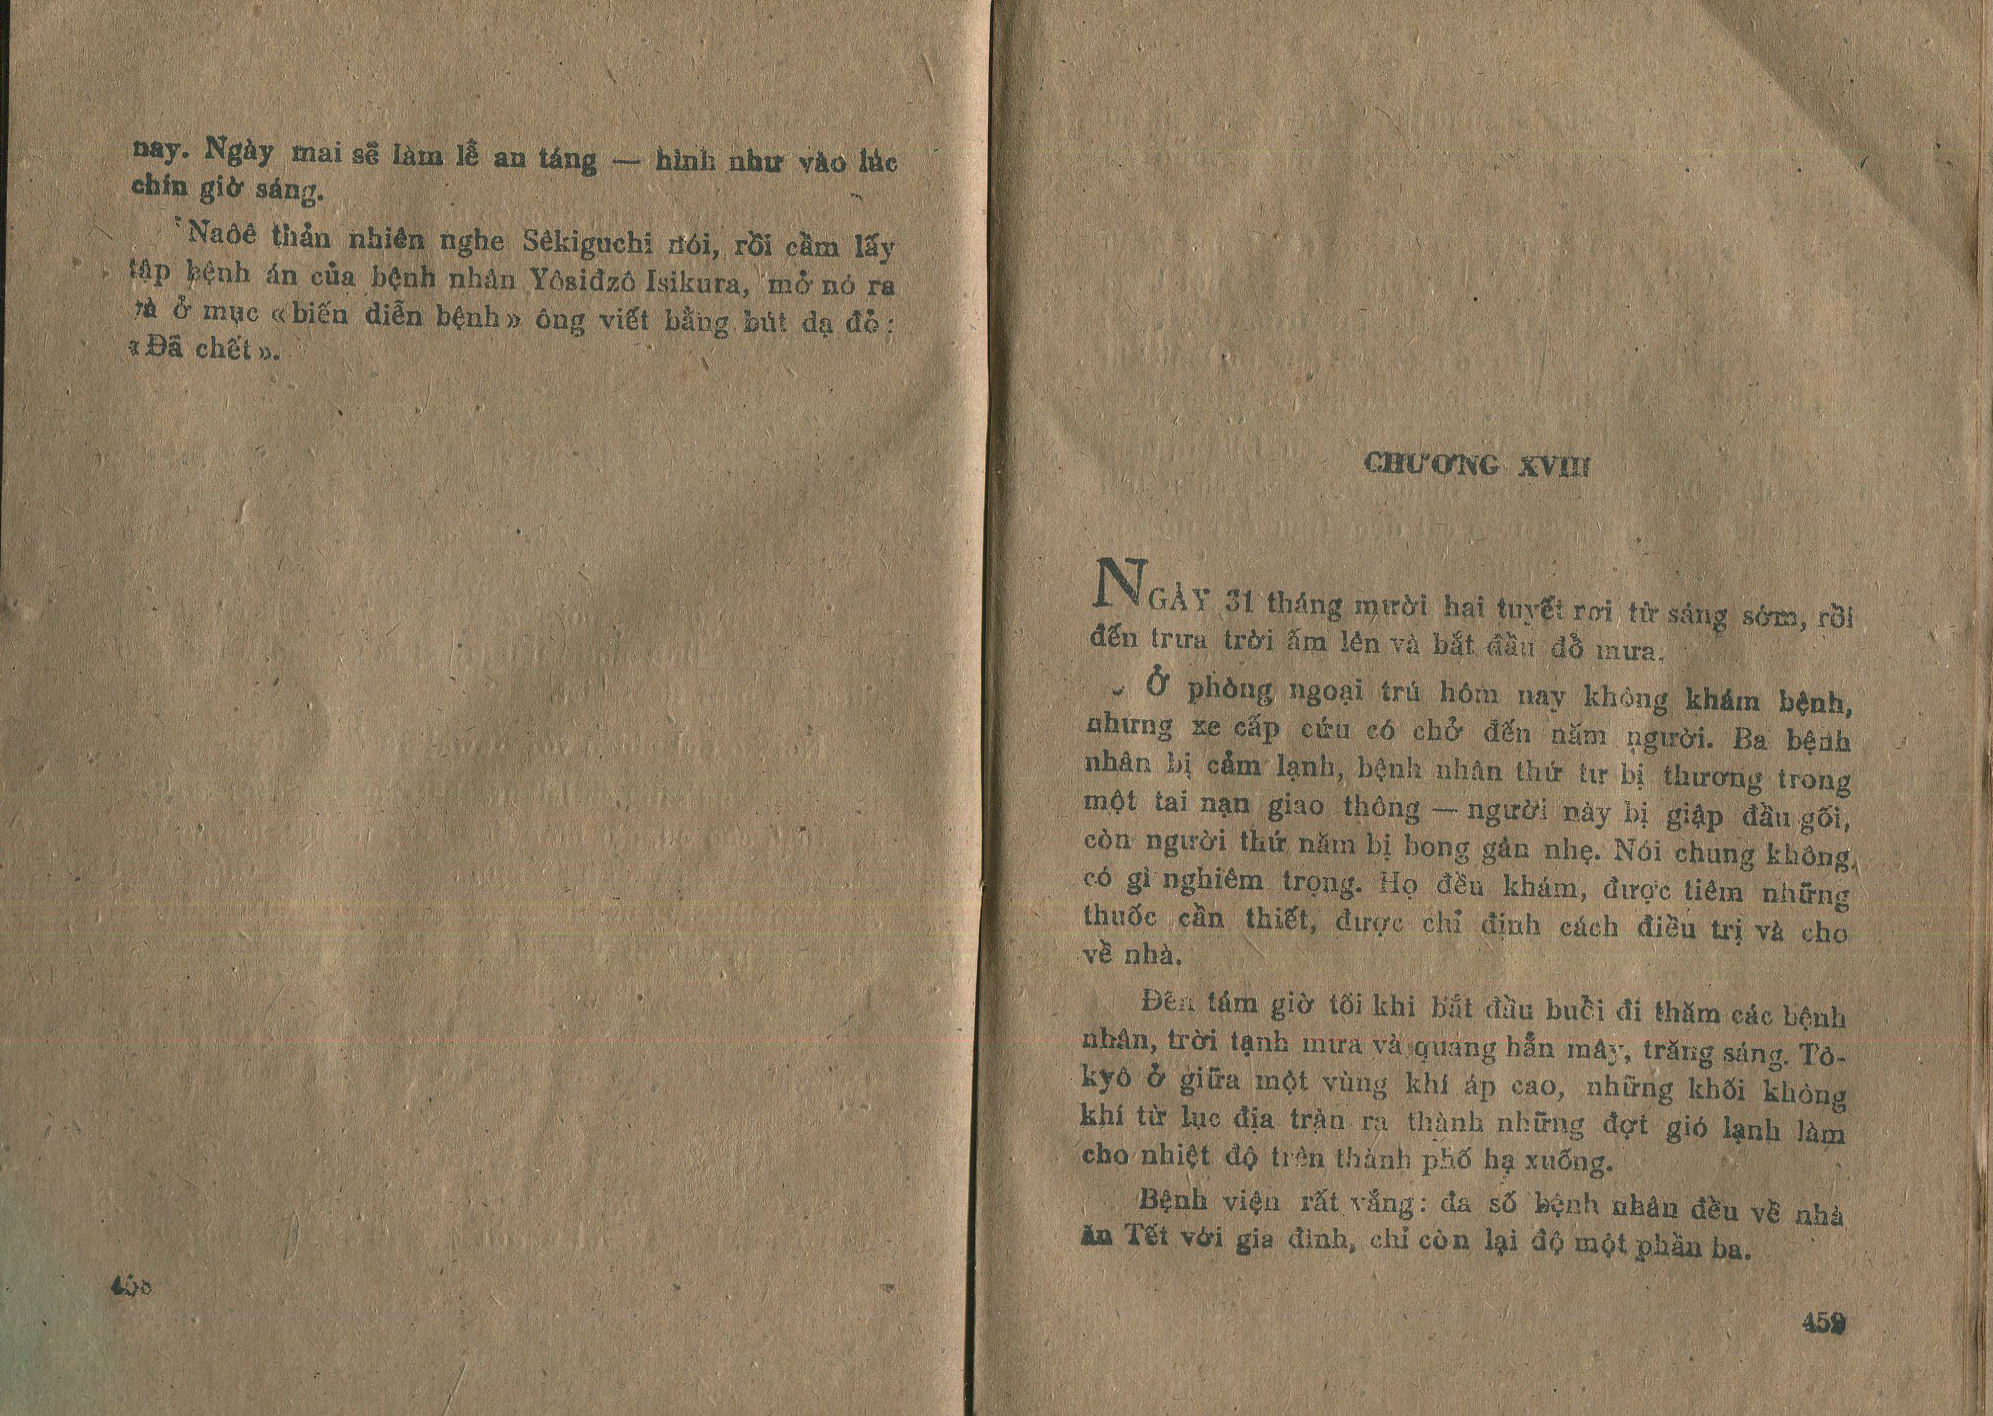 nay. Ngày mai sẽ làm lễ an táng — hình như vào lúc
chín giờ sáng.
Naôê thản nhiên nghe Sêkiguchi nói, rồi cầm lấy
tập bệnh án của bệnh nhân Yôsiđzô Isikura, mở nó ra
và ở mục «biến diễn bệnh» ông viết bằng bút dạ đỏ:
«Đã chết».
CHƯƠNG XVIII
NGÀY 31 tháng mười hai tuyết rơi từ sáng sớm, rồi
đến trưa trời ấm lên và bắt đầu đổ mưa.
Ở phòng ngoại trú hôm nay không khám bệnh,
nhưng xe cấp cứu có chở đến năm người. Ba bệnh
nhân bị cảm lạnh, bệnh nhân thứ tư bị thương trong
một tai nạn giao thông — người này bị giập đầu gối,
còn người thứ năm bị bong gân nhẹ. Nói chung không
có gì nghiêm trọng. Họ đều khám, được tiêm những
thuốc cần thiết, được chỉ định cách điều trị và cho
về nhà.
Đến tám giờ tối khi bắt đầu buổi đi thăm các bệnh
nhân, trời tạnh mưa và quang hẳn mây, trăng sáng. Tô-
kyô ở giữa một vùng khí áp cao, những khối không
khí từ lục địa tràn ra thành những đợt gió lạnh làm
cho nhiệt độ trên thành phố hạ xuống.
Bệnh viện rất vắng: đa số bệnh nhân đều về nhà
ăn Tết với gia đình, chỉ còn lại độ một phần ba.
459